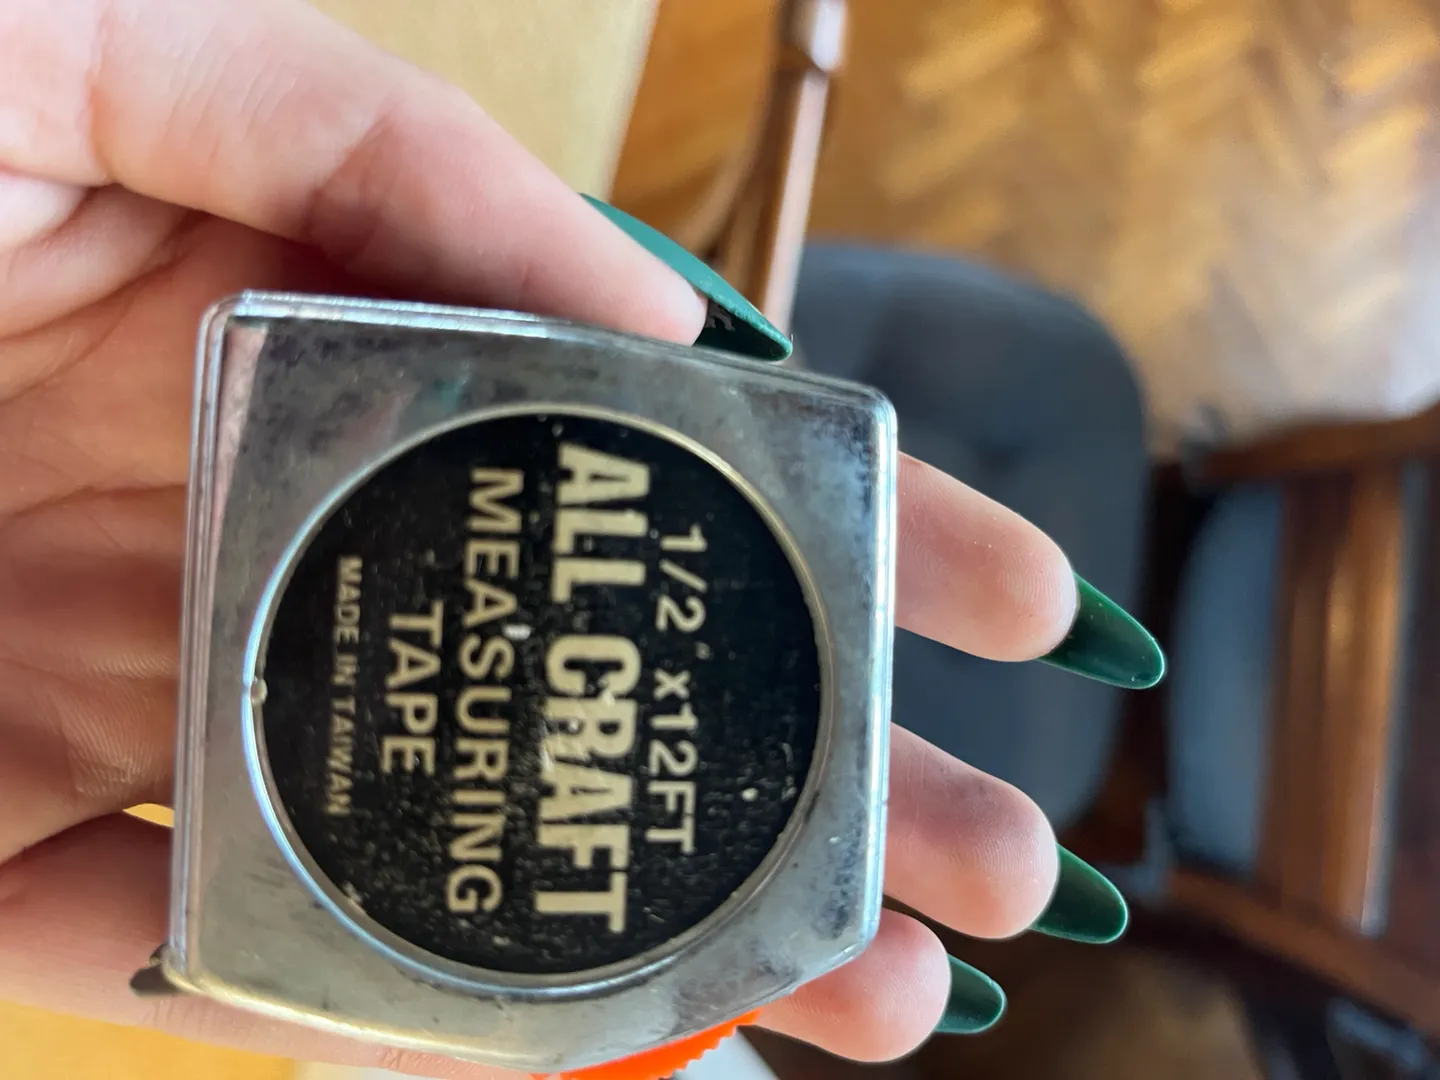 1/2" x12FT
ALL CRAFT
MEASURING
TAPE
MADE IN TAIWAN